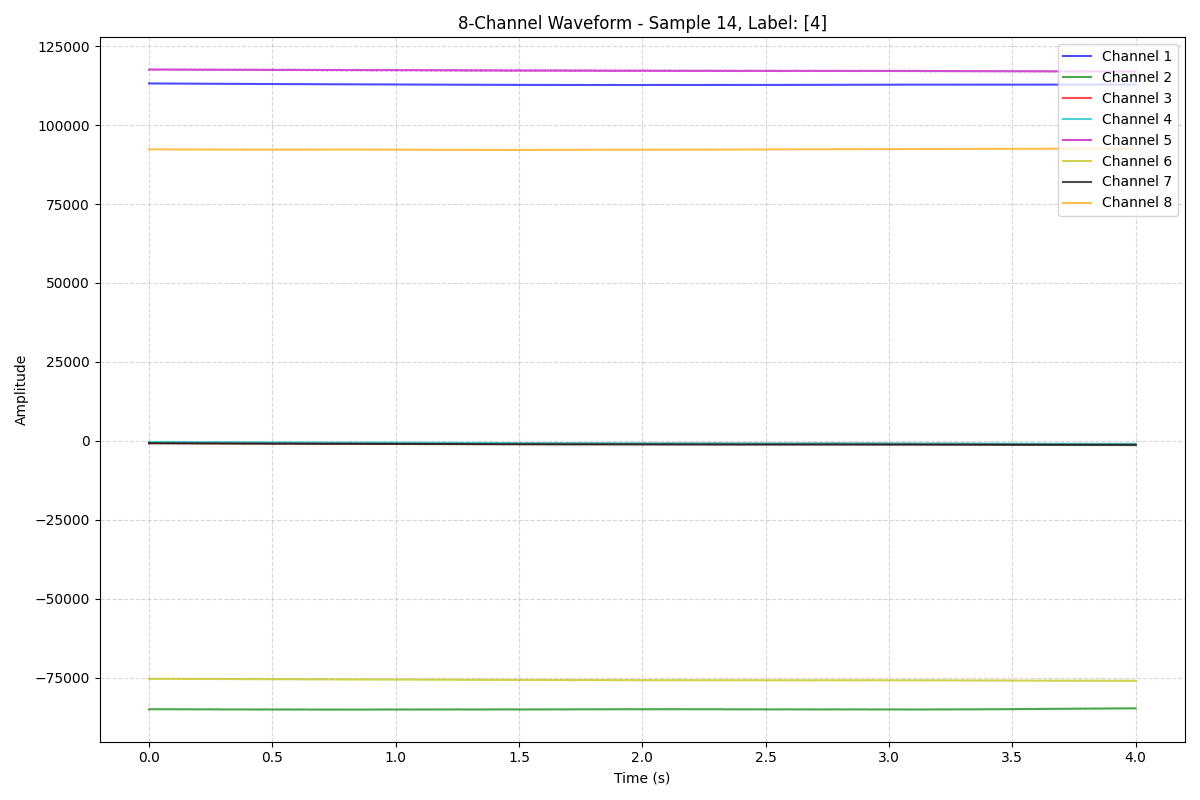 8-Channel Waveform - Sample 14, Label: [4]
125000
100000
75000
50000
25000
0
−25000
−50000
−75000
Amplitude
Channel 1
Channel 2
Channel 3
Channel 4
Channel 5
Channel 6
Channel 7
Channel 8
0.0 0.5 1.0 1.5 2.0 2.5 3.0 3.5 4.0
Time (s)